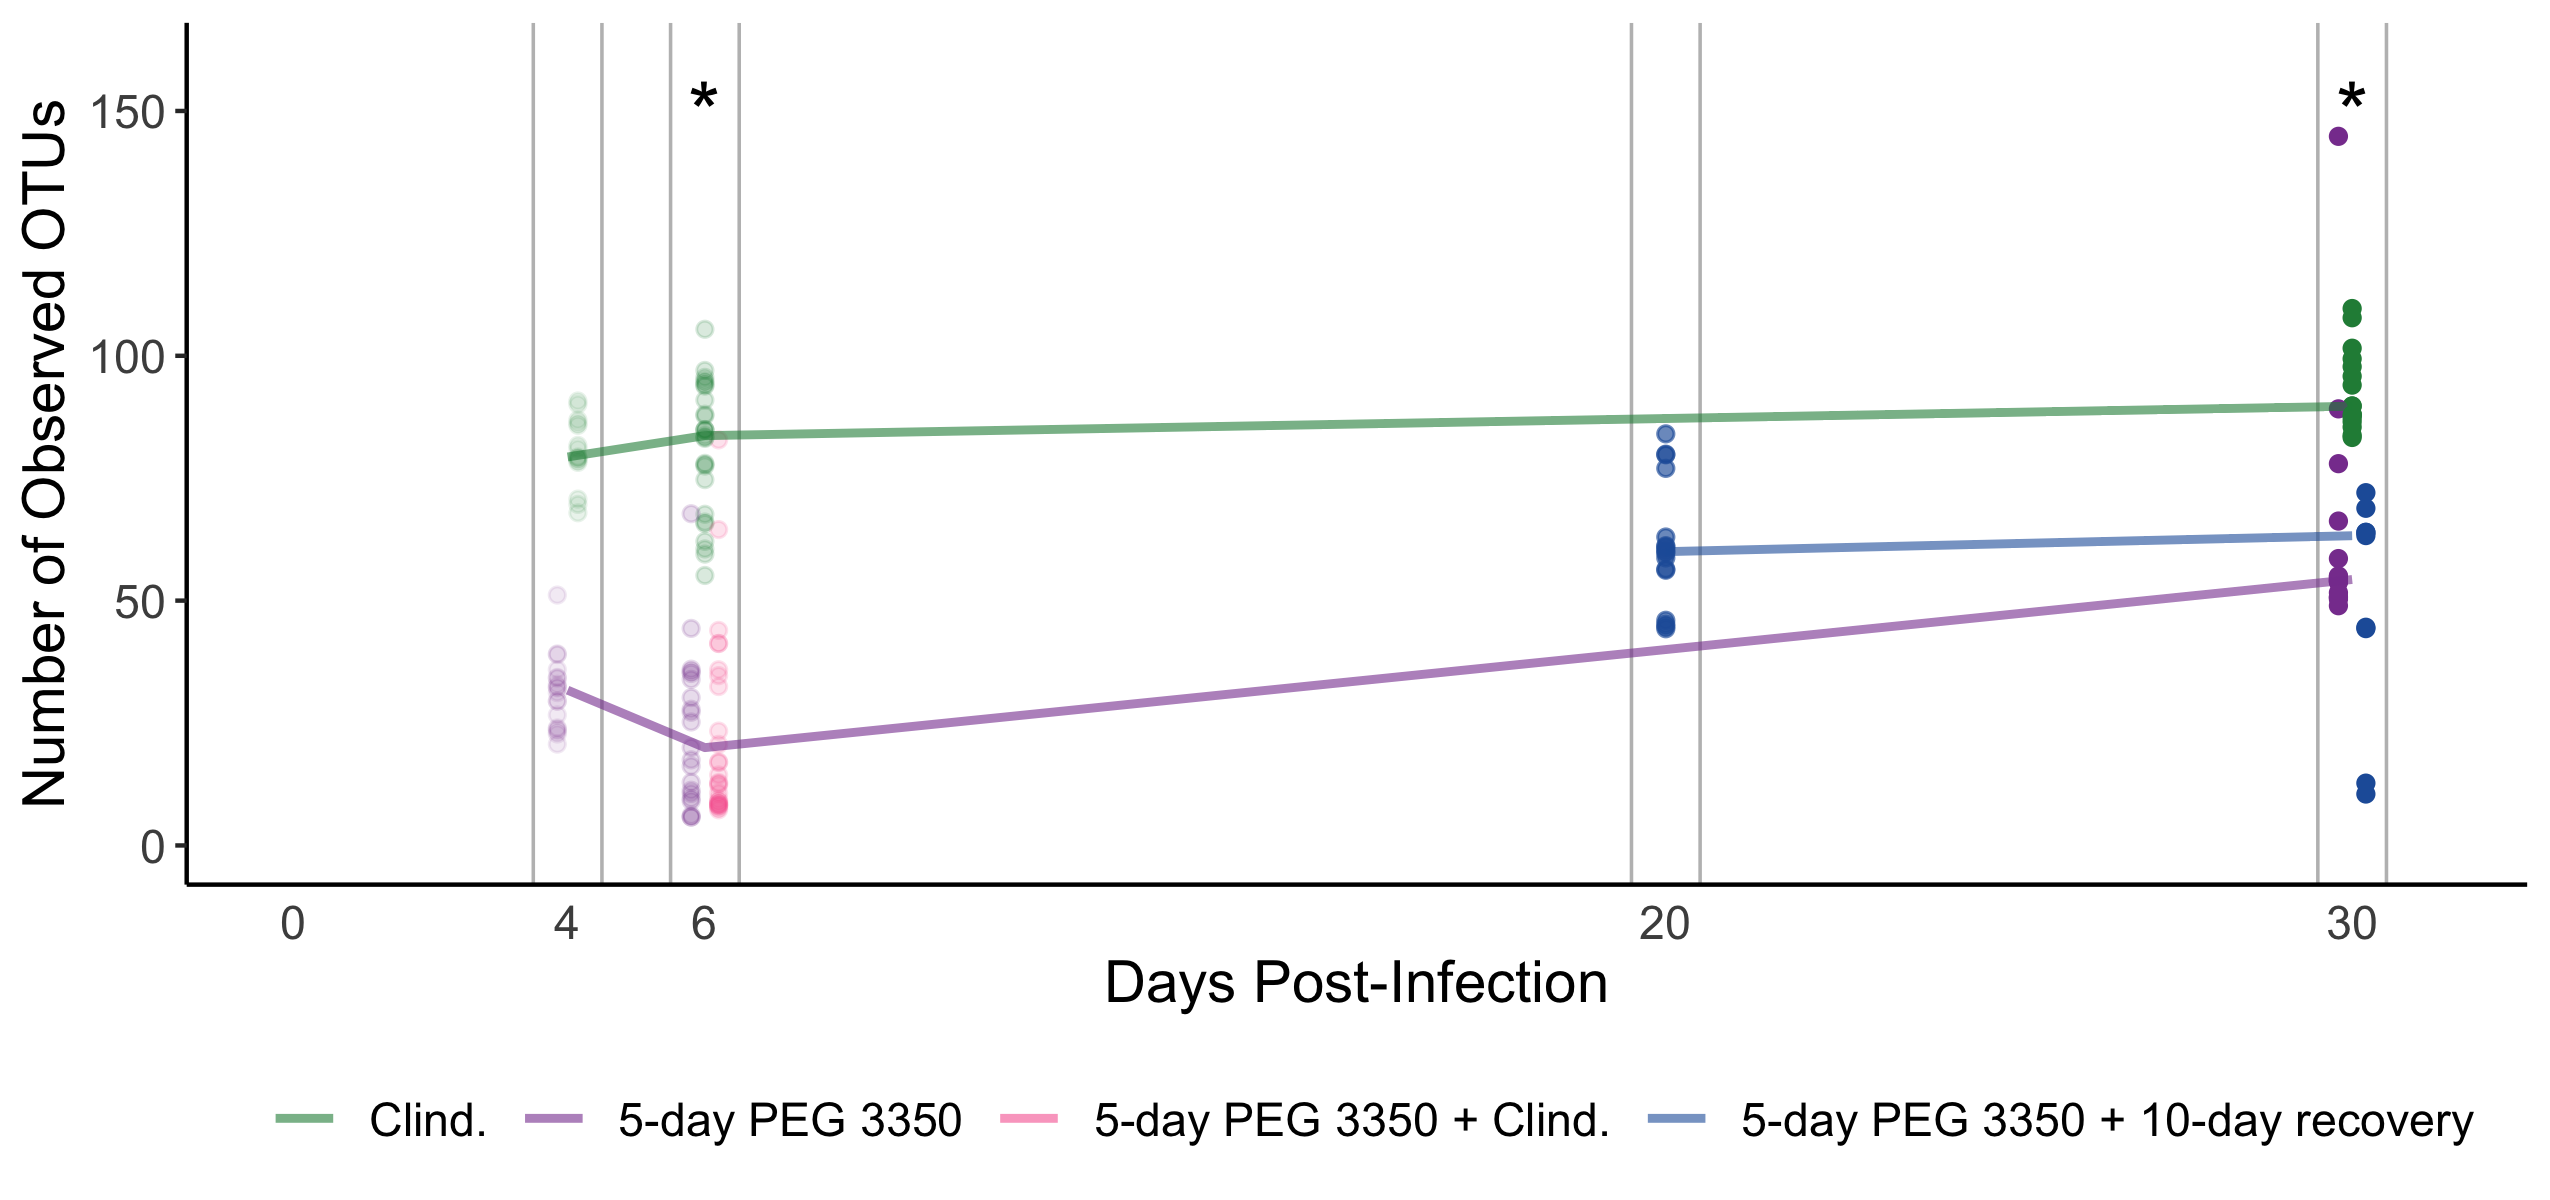 Number of Observed OTUs
150
100
50
0
* *
0 4 6 20 30
Days Post-Infection
Clind. 5-day PEG 3350 5-day PEG 3350 + Clind. 5-day PEG 3350 + 10-day recovery